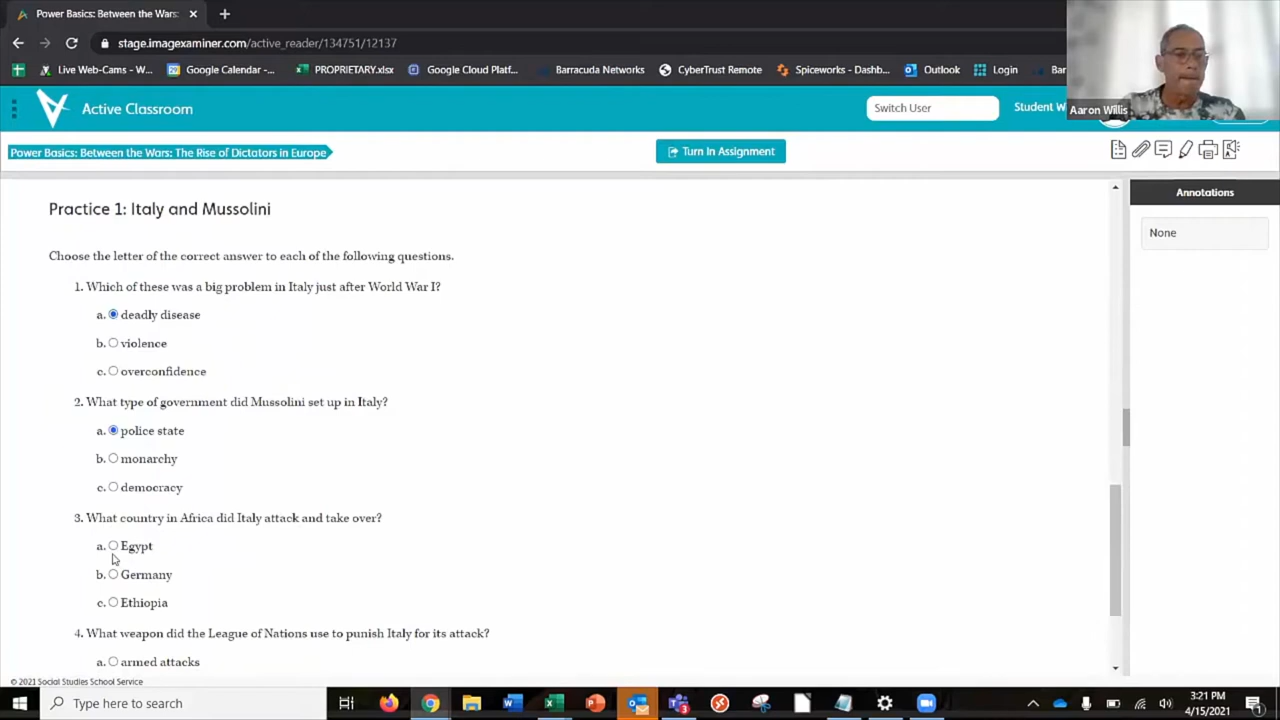 Power Basics: Between the Wars:
stage.imagexaminer.com/active_reader/134751/12137
Live Web-Cams - W...
Google Calendar -...
PROPRIETARY.xlsx
Google Cloud Platf...
Barracuda Networks
CyberTrust Remote
Spiceworks - Dashb...
Outlook
Login
Bar
Aaron Willis
Active Classroom
Switch User
Student W
Power Basics: Between the Wars: The Rise of Dictators in Europe
Turn In Assignment
Annotations
None
Practice 1: Italy and Mussolini
Choose the letter of the correct answer to each of the following questions.
1. Which of these was a big problem in Italy just after World War I?
a. deadly disease
b. violence
c. overconfidence
2. What type of government did Mussolini set up in Italy?
a. police state
b. monarchy
c. democracy
3. What country in Africa did Italy attack and take over?
a. Egypt
b. Germany
c. Ethiopia
4. What weapon did the League of Nations use to punish Italy for its attack?
a. armed attacks
© 2021 Social Studies School Service
Type here to search
3:21 PM
4/15/2021